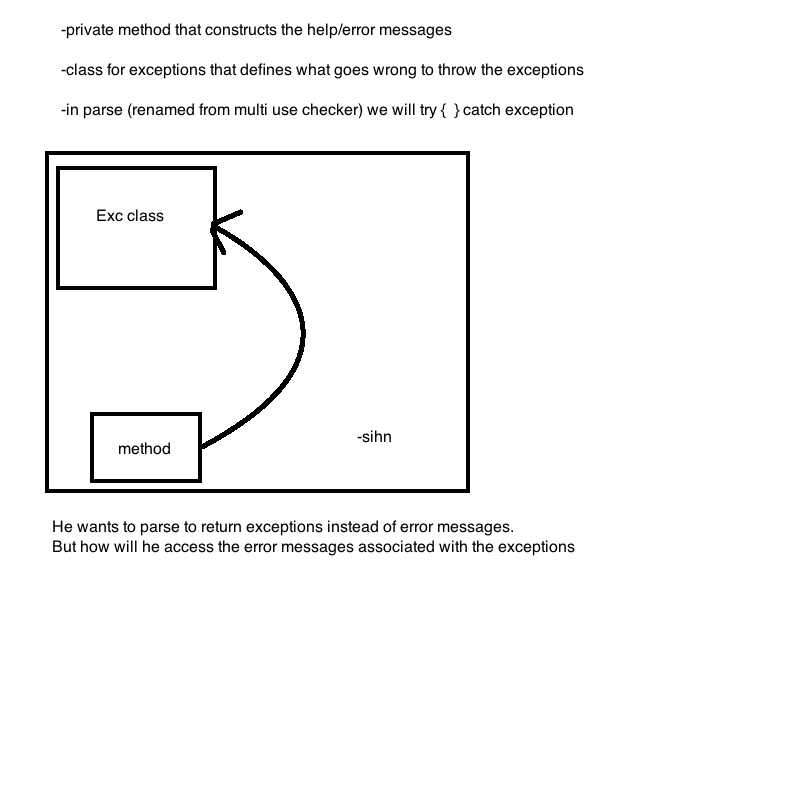 -private method that constructs the help/error messages
-class for exceptions that defines what goes wrong to throw the exceptions
-in parse (renamed from multi use checker) we will try { } catch exception
Exc class
-sihn
method
He wants to parse to return exceptions instead of error messages.
But how will he access the error messages associated with the exceptions